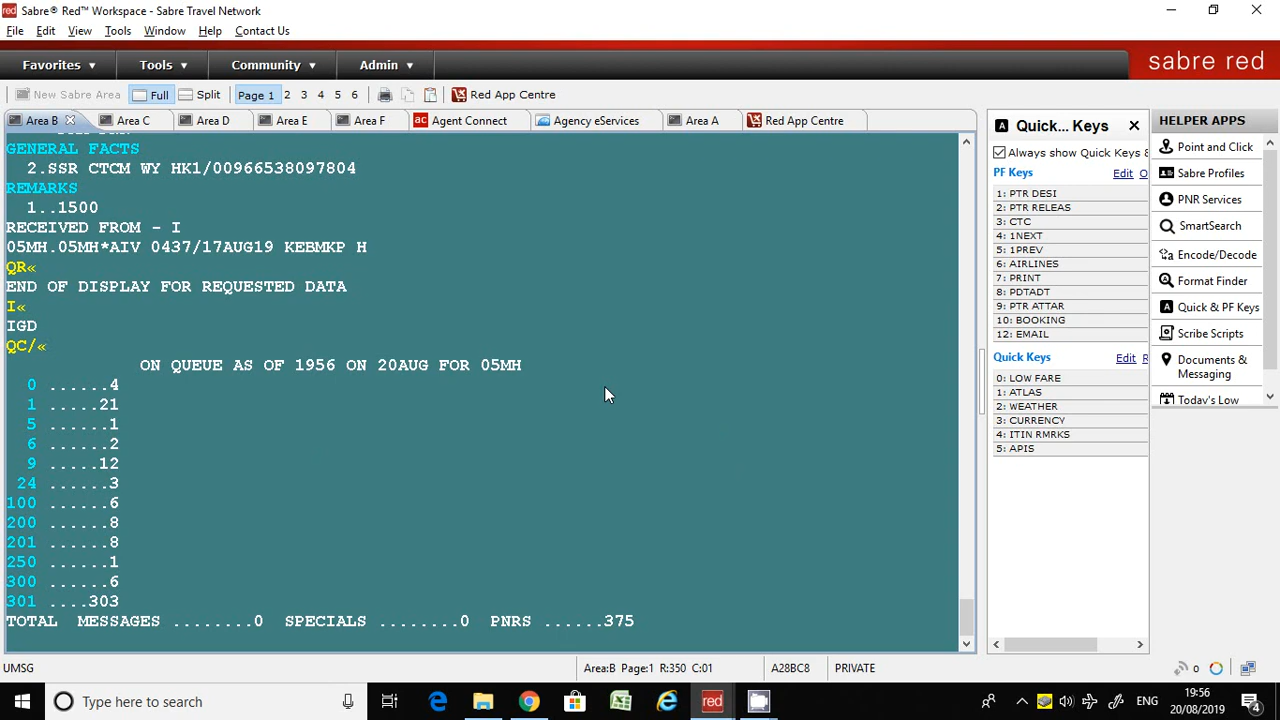 Sabre® Red™ Workspace - Sabre Travel Network
File Edit View Tools Window Help Contact Us
Favorites Tools Community Admin sabre red
New Sabre Area Full Split Page 1 2 3 4 5 6 Red App Centre
Area B Area C Area D Area E Area F Agent Connect Agency eServices Area A Red App Centre
GENERAL FACTS
2.SSR CTCM WY HK1/00966538097804
REMARKS
1..1500
RECEIVED FROM - I
05MH.05MH*AIV 0437/17AUG19 KEBMKP H
QR«
END OF DISPLAY FOR REQUESTED DATA
I«
IGD
QC/«
ON QUEUE AS OF 1956 ON 20AUG FOR 05MH
0 ......4
1 .....21
5 ......1
6 ......2
9 .....12
24 ......3
100 ......6
200 ......8
201 ......8
250 ......1
300 ......6
301 ....303
TOTAL MESSAGES ........0 SPECIALS ........0 PNRS ......375
Quick... Keys
Always show Quick Keys &
PF Keys Edit O
1: PTR DESI
2: PTR RELEAS
3: CTC
4: 1NEXT
5: 1PREV
6: AIRLINES
7: PRINT
8: PDTADT
9: PTR ATTAR
10: BOOKING
12: EMAIL
Quick Keys Edit R
0: LOW FARE
1: ATLAS
2: WEATHER
3: CURRENCY
4: ITIN RMRKS
5: APIS
HELPER APPS
Point and Click
Sabre Profiles
PNR Services
SmartSearch
Encode/Decode
Format Finder
Quick & PF Keys
Scribe Scripts
Documents &
Messaging
Today's Low
UMSG Area:B Page:1 R:350 C:01 A28BC8 PRIVATE 0
Type here to search
ENG 19:56
20/08/2019
4